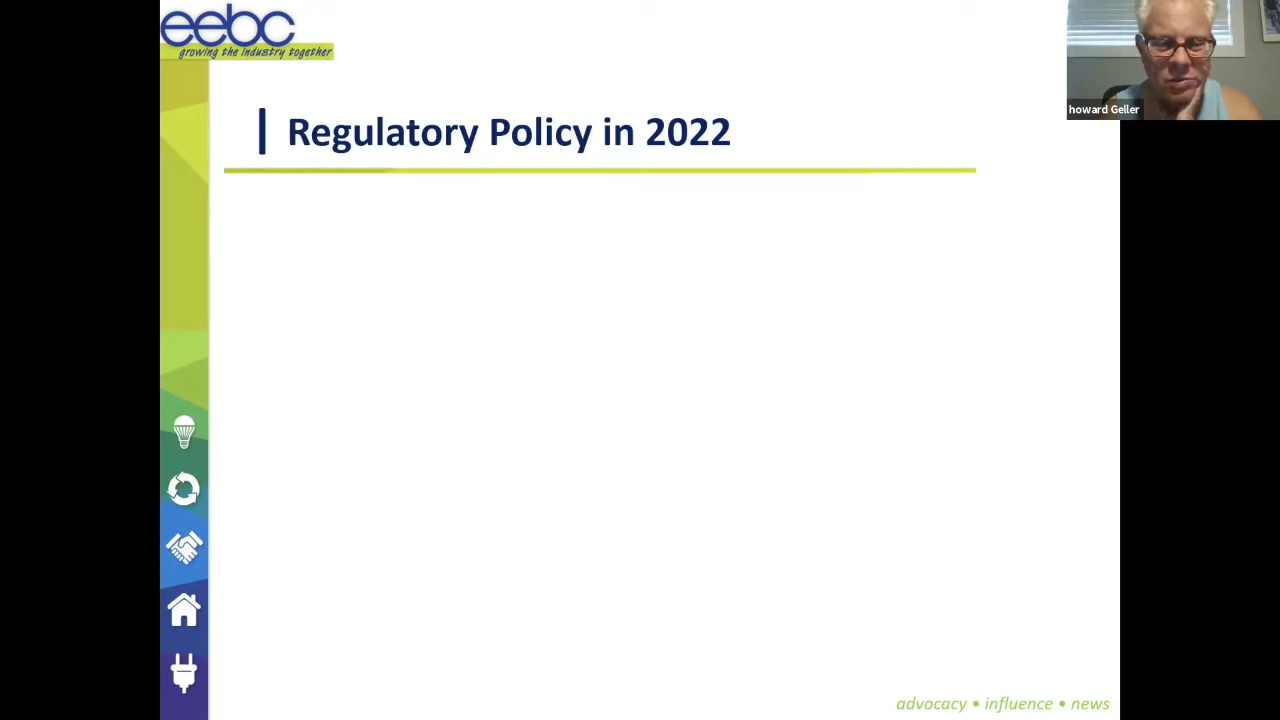 eebc
growing the industry together
howard Geller
Regulatory Policy in 2022
advocacy • influence • news